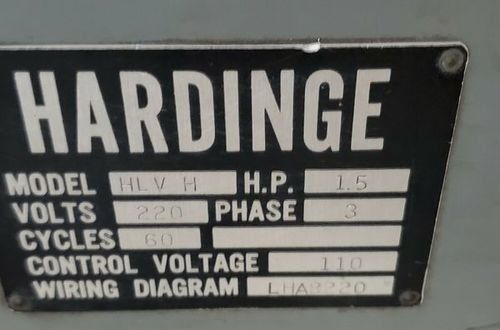 HARDINGE
MODEL HLV H H.P. 1.5
VOLTS 220 PHASE 3
CYCLES 60
CONTROL VOLTAGE 110
WIRING DIAGRAM